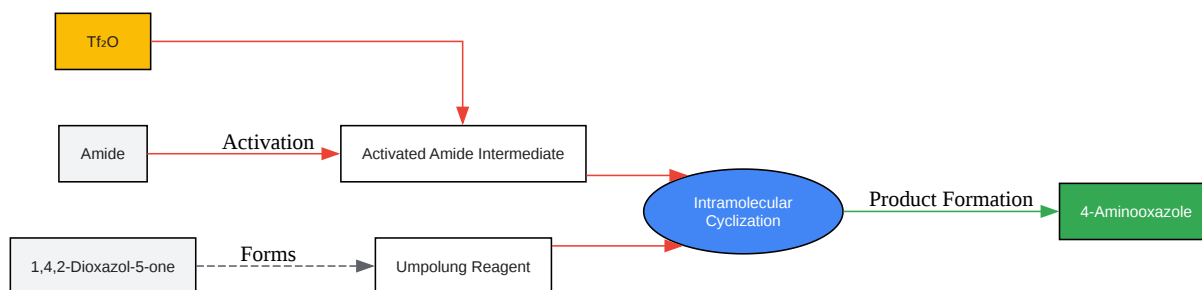 Tf₂O
Amide
Activation
Activated Amide Intermediate
Intramolecular
Cyclization
Product Formation
4-Aminooxazole
1,4,2-Dioxazol-5-one
Forms
Umpolung Reagent